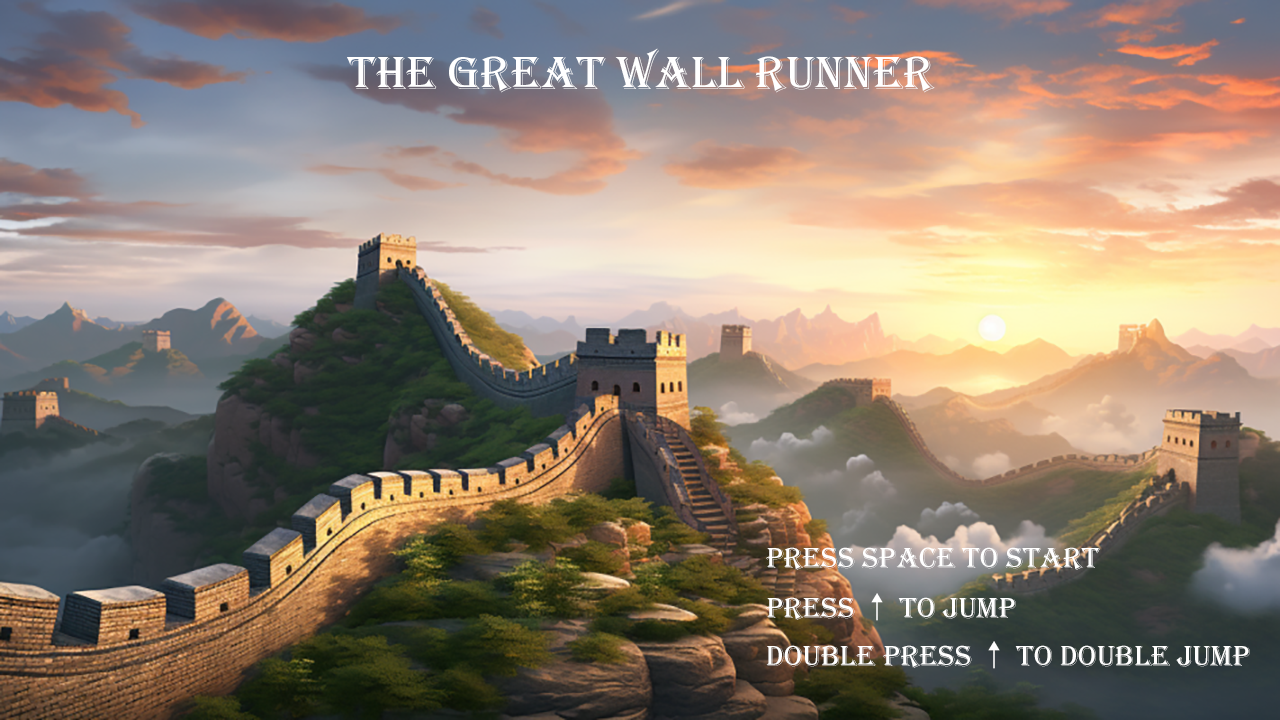 THE GREAT WALL RUNNER
PRESS SPACE TO START
PRESS ↑ TO JUMP
DOUBLE PRESS ↑ TO DOUBLE JUMP